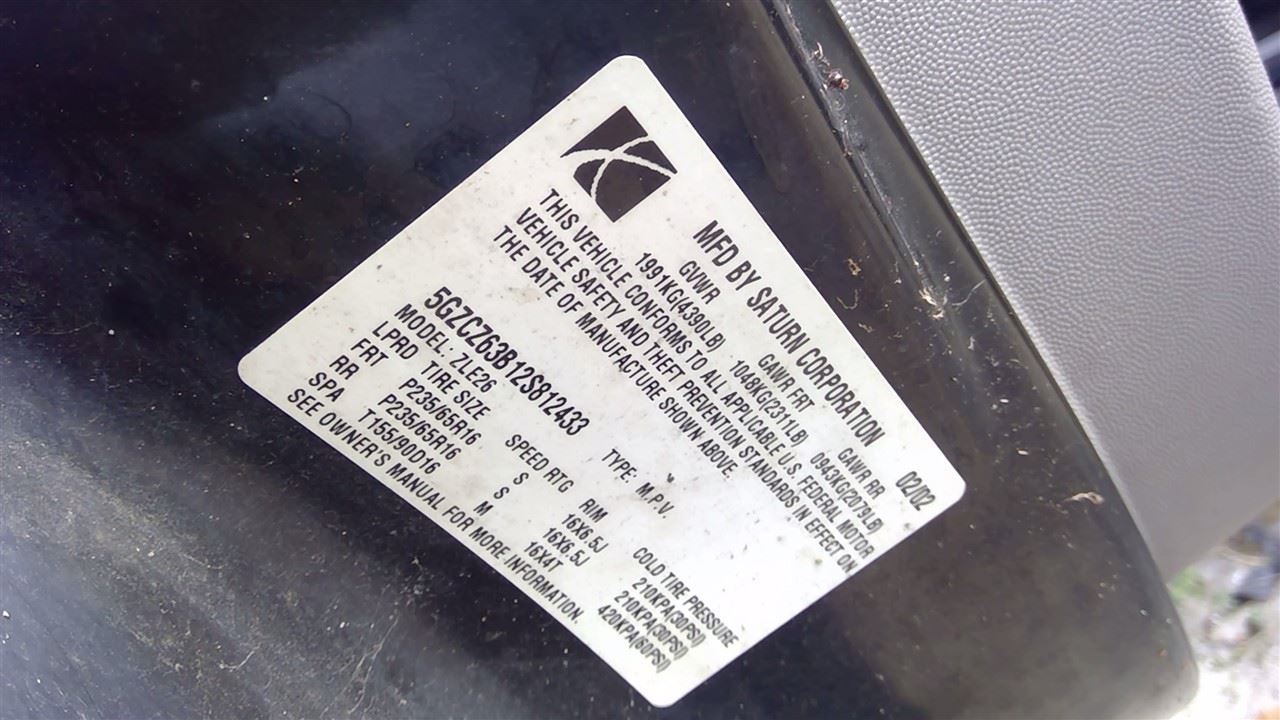 MFD BY SATURN CORPORATION 02/02
GVWR GAWR FRT GAWR RR
1991KG(4390LB) 1048KG(2311LB) 0943KG(2079LB)
THIS VEHICLE CONFORMS TO ALL APPLICABLE U.S. FEDERAL MOTOR
VEHICLE SAFETY AND THEFT PREVENTION STANDARDS IN EFFECT ON
THE DATE OF MANUFACTURE SHOWN ABOVE.
5GZCZ63B12S812433 TYPE: M.P.V.
MODEL: ZLE26
LPRD TIRE SIZE SPEED RTG RIM COLD TIRE PRESSURE
FRT P235/65R16 S 16X6.5J 210KPA(30PSI)
RR P235/65R16 S 16X6.5J 210KPA(30PSI)
SPA T155/90D16 M 16X4T 420KPA(60PSI)
SEE OWNER'S MANUAL FOR MORE INFORMATION.